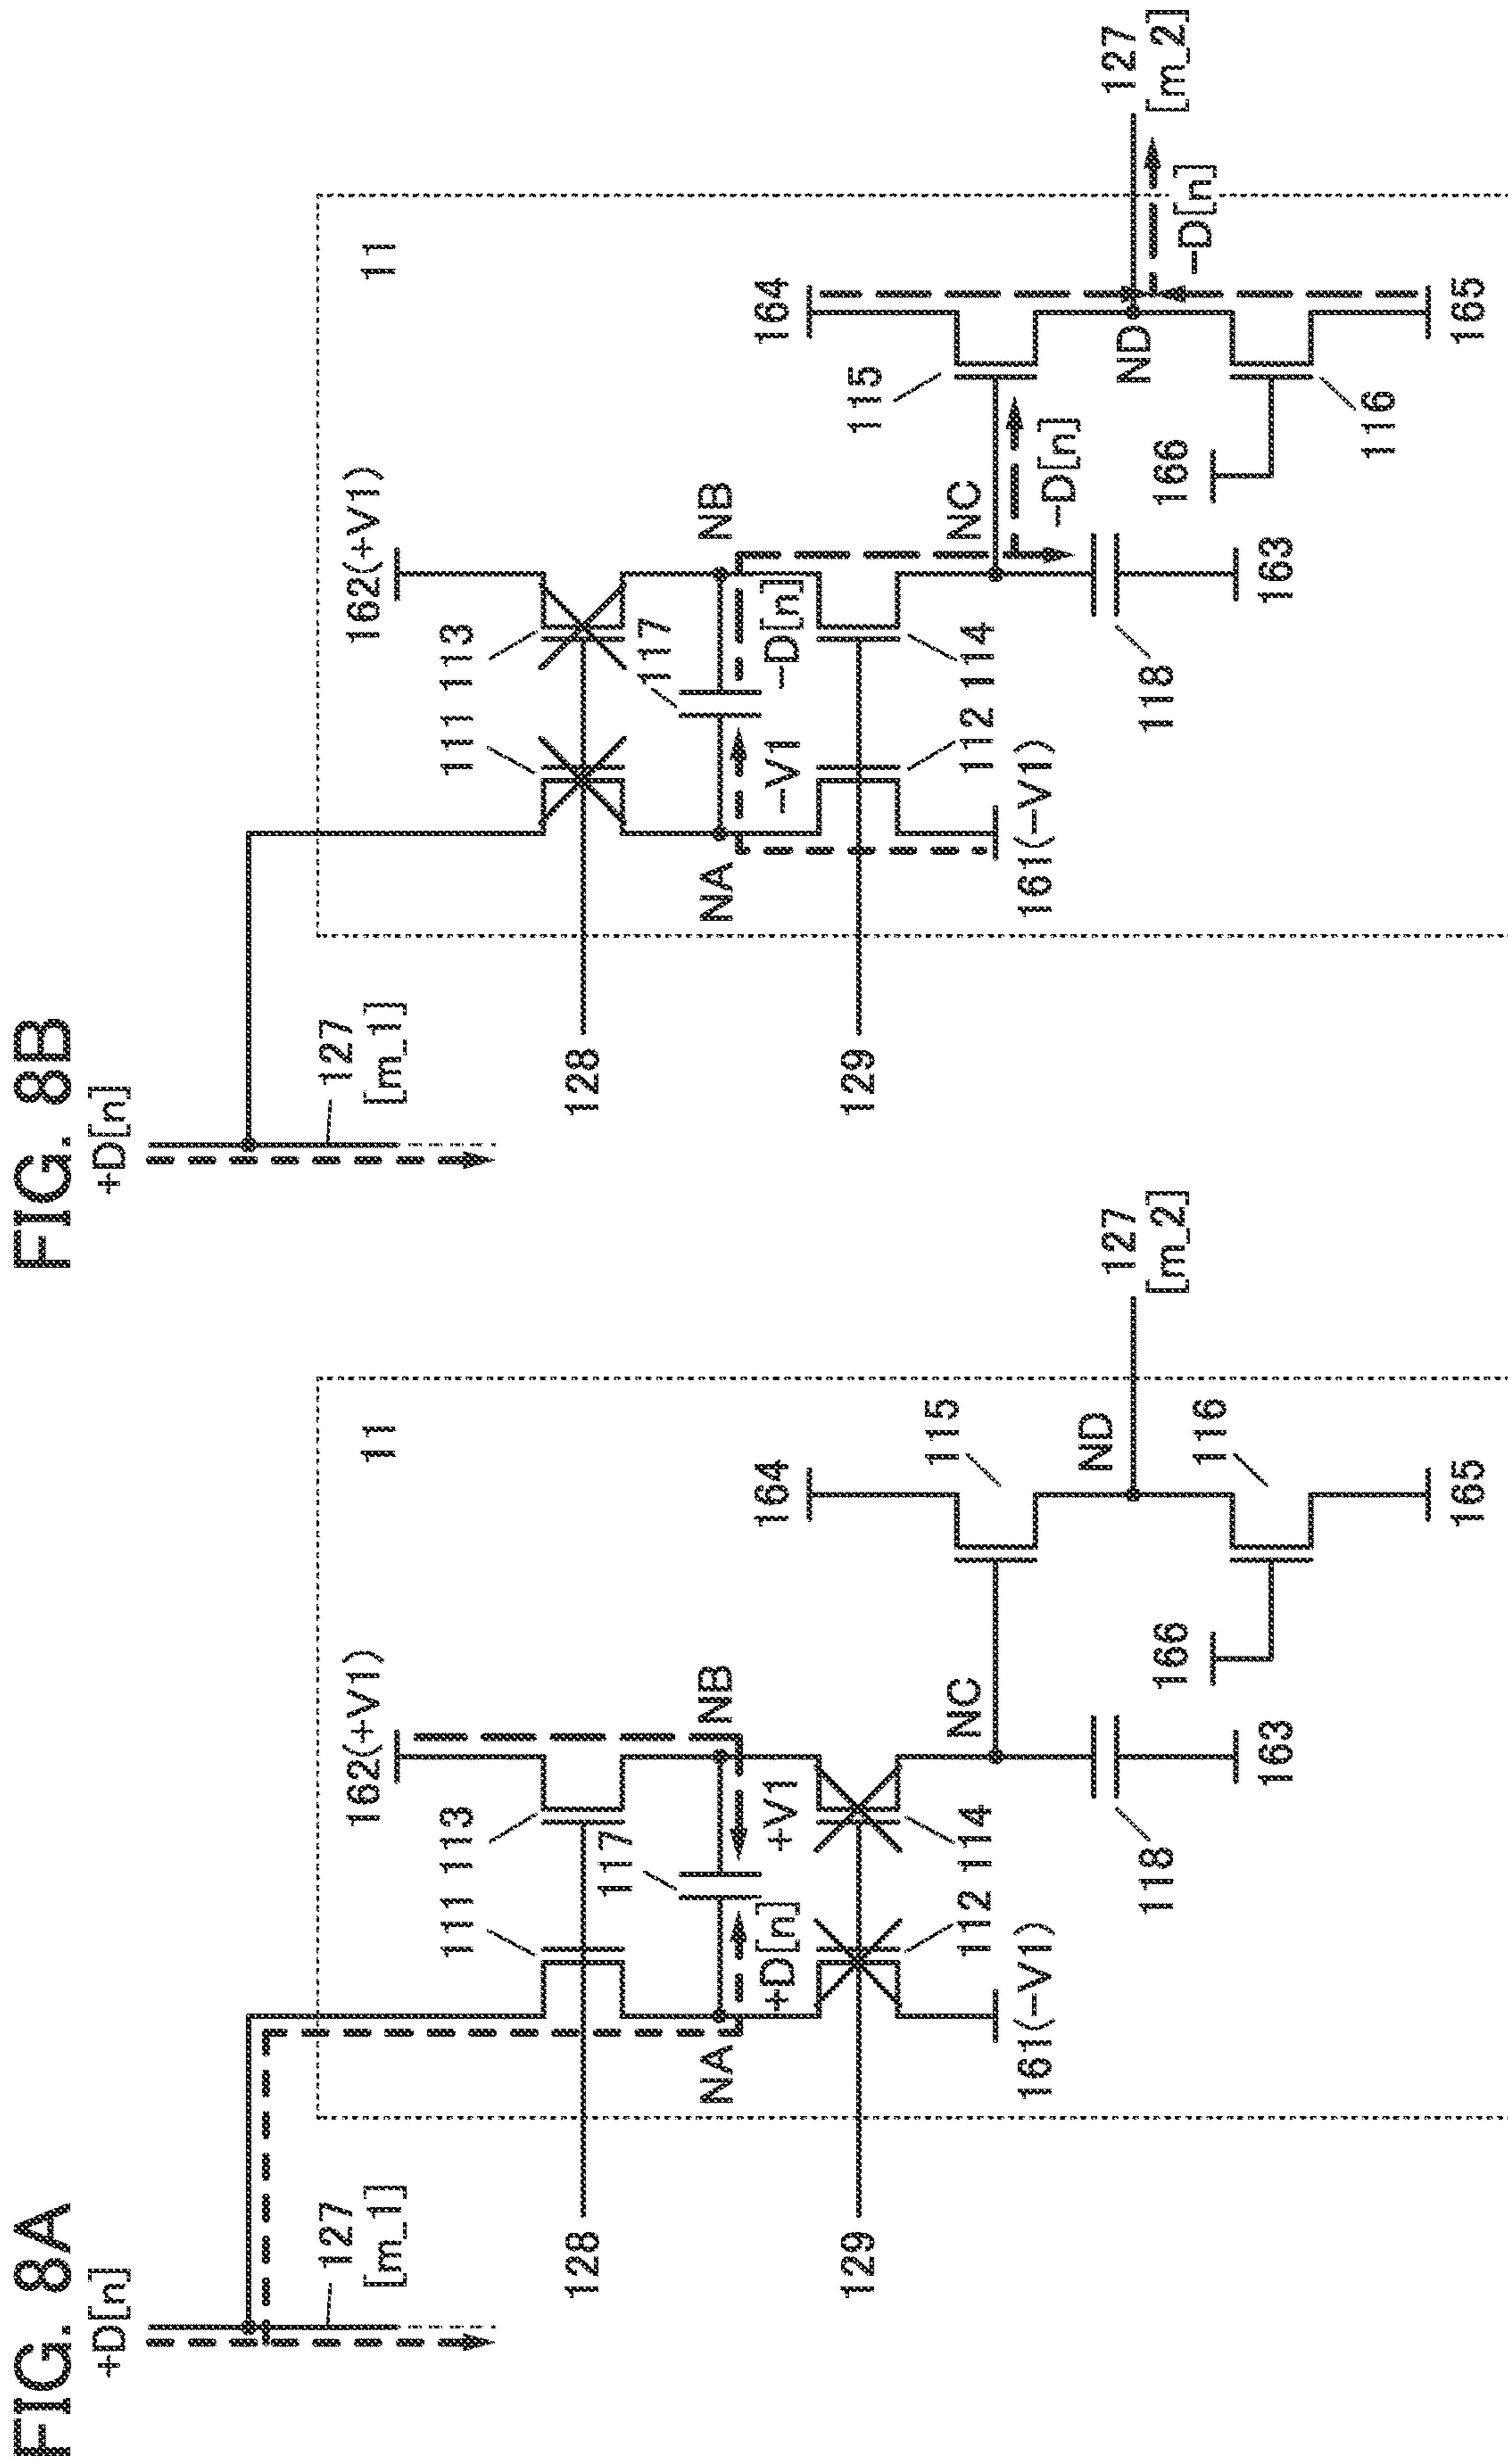 FIG. 8A
+D[n]
127
[m_1]
11
162(+V1)
111
113
128
117
NA
NB
+D[n]
+V1
129
112
114
161(−V1)
NC
164
115
118
163
ND
127
[m_2]
166
116
165
FIG. 8B
+D[n]
127
[m_1]
11
162(+V1)
111
113
128
117
NA
NB
−V1
−D[n]
129
112
114
161(−V1)
NC
−D[n]
164
115
118
163
ND
−D[n]
127
[m_2]
166
116
165